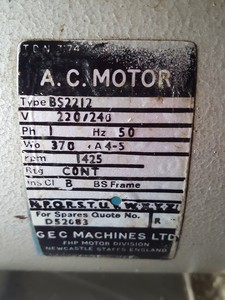 A.C. MOTOR
Type BS2212
V 220/240
Ph 1 Hz 50
Wo 370 A 4-5
rpm 1425
Rtg CONT
Ins Cl B BS Frame
N.P.Q.R.S.T.U.
For Spares Quote No.
D52083 R
GEC MACHINES LTD
FHP MOTOR DIVISION
NEWCASTLE STAFFS. ENGLAND